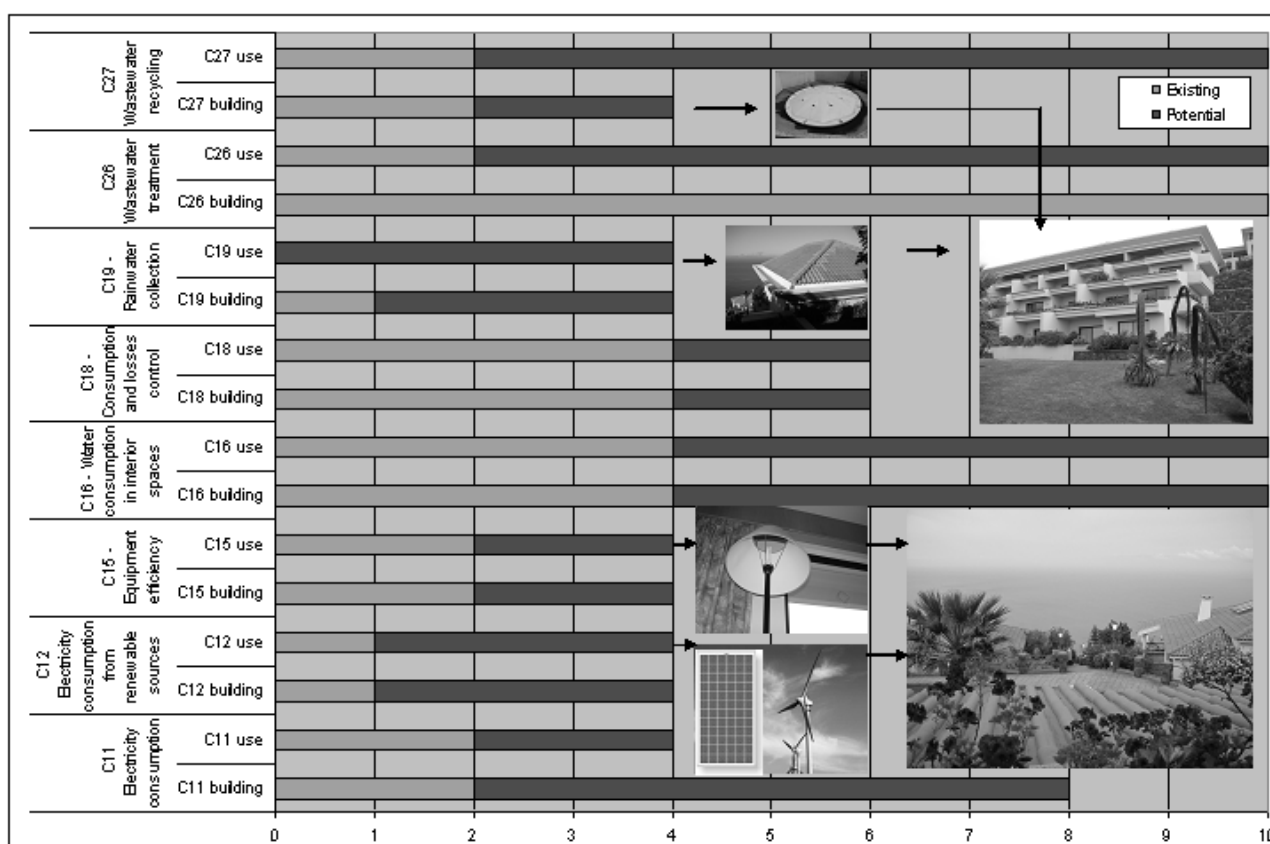 C27
Wastewater
recycling
C27 use
C27 building
C26
Wastewater
treatment
C26 use
C26 building
C19 -
Rainwater
collection
C19 use
C19 building
C18 -
Consumption
and losses
control
C18 use
C18 building
C16 - Water
consumption
in interior
spaces
C16 use
C16 building
C15 -
Equipment
efficiency
C15 use
C15 building
C12
Electricity
consumption
from
renewable
sources
C12 use
C12 building
C11
Electricity
consumption
C11 use
C11 building
Existing
Potential
0 1 2 3 4 5 6 7 8 9 10